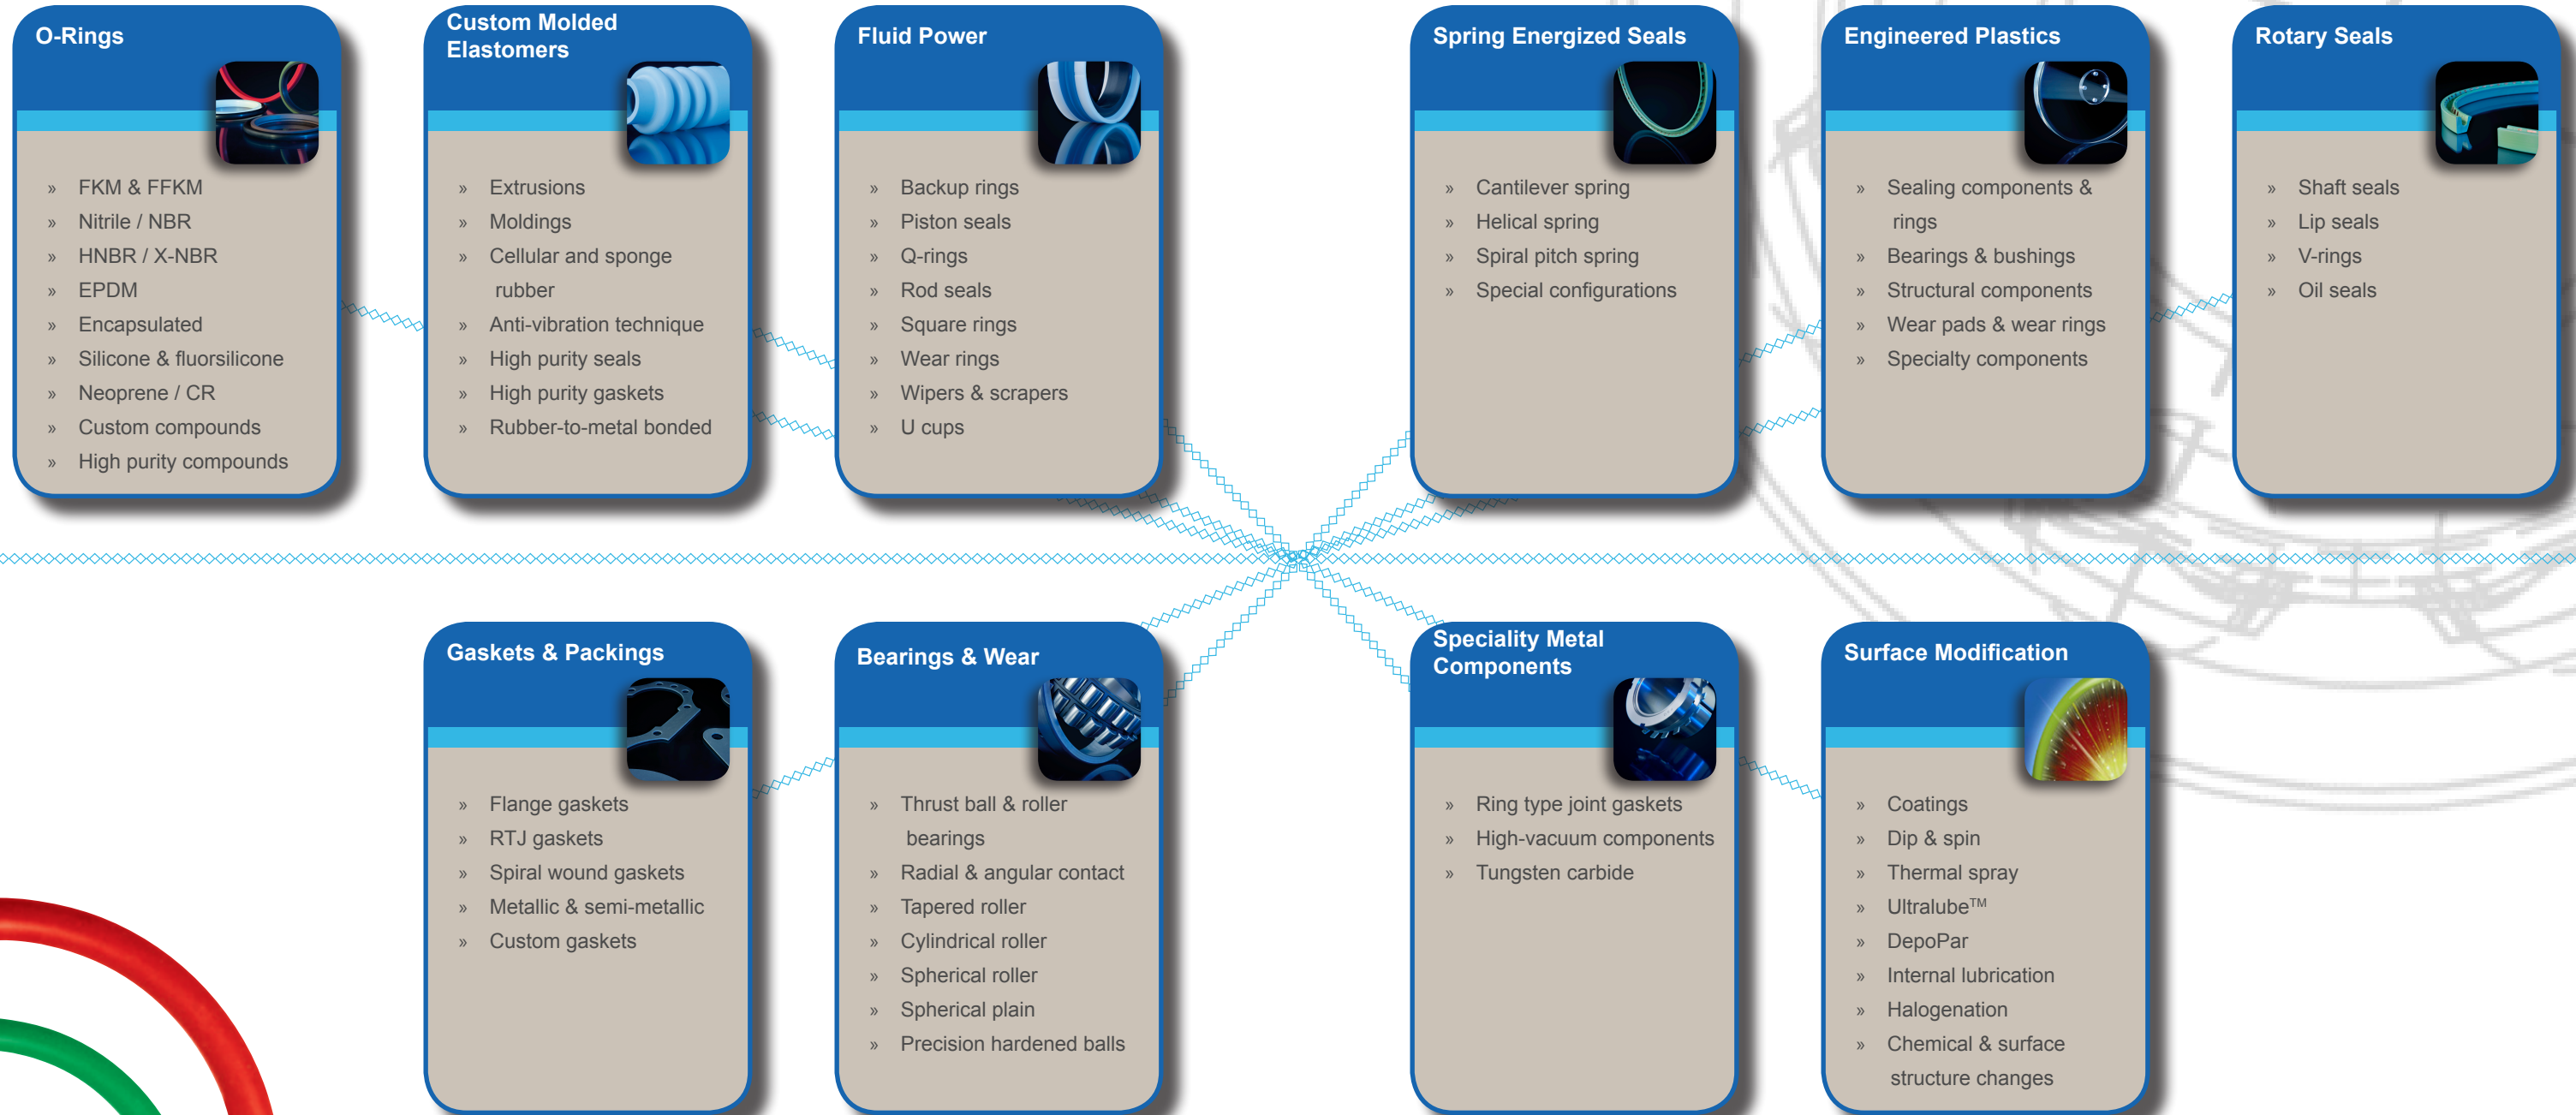 O-Rings
» FKM & FFKM
» Nitrile / NBR
» HNBR / X-NBR
» EPDM
» Encapsulated
» Silicone & fluorsilicone
» Neoprene / CR
» Custom compounds
» High purity compounds
Custom Molded
Elastomers
» Extrusions
» Moldings
» Cellular and sponge
rubber
» Anti-vibration technique
» High purity seals
» High purity gaskets
» Rubber-to-metal bonded
Fluid Power
» Backup rings
» Piston seals
» Q-rings
» Rod seals
» Square rings
» Wear rings
» Wipers & scrapers
» U cups
Spring Energized Seals
» Cantilever spring
» Helical spring
» Spiral pitch spring
» Special configurations
Engineered Plastics
» Sealing components &
rings
» Bearings & bushings
» Structural components
» Wear pads & wear rings
» Specialty components
Rotary Seals
» Shaft seals
» Lip seals
» V-rings
» Oil seals
Gaskets & Packings
» Flange gaskets
» RTJ gaskets
» Spiral wound gaskets
» Metallic & semi-metallic
» Custom gaskets
Bearings & Wear
» Thrust ball & roller
bearings
» Radial & angular contact
» Tapered roller
» Cylindrical roller
» Spherical roller
» Spherical plain
» Precision hardened balls
Speciality Metal
Components
» Ring type joint gaskets
» High-vacuum components
» Tungsten carbide
Surface Modification
» Coatings
» Dip & spin
» Thermal spray
» Ultralube™
» DepoPar
» Internal lubrication
» Halogenation
» Chemical & surface
structure changes